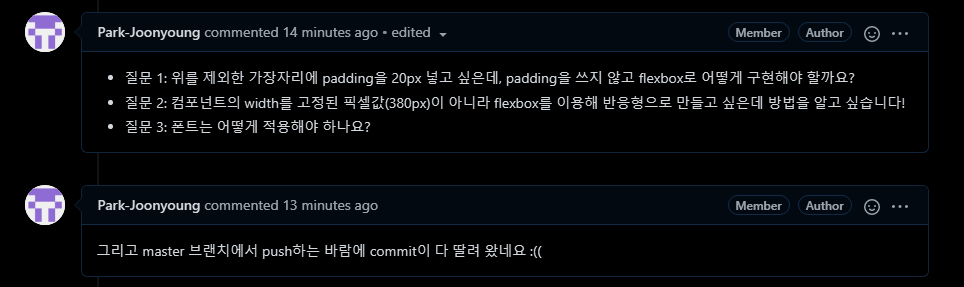 Park-Joonyoung commented 14 minutes ago • edited Member Author
• 질문 1: 위를 제외한 가장자리에 padding을 20px 넣고 싶은데, padding을 쓰지 않고 flexbox로 어떻게 구현해야 할까요?
• 질문 2: 컴포넌트의 width를 고정된 픽셀값(380px)이 아니라 flexbox를 이용해 반응형으로 만들고 싶은데 방법을 알고 싶습니다!
• 질문 3: 폰트는 어떻게 적용해야 하나요?
Park-Joonyoung commented 13 minutes ago Member Author
그리고 master 브랜치에서 push하는 바람에 commit이 다 딸려 왔네요 :((